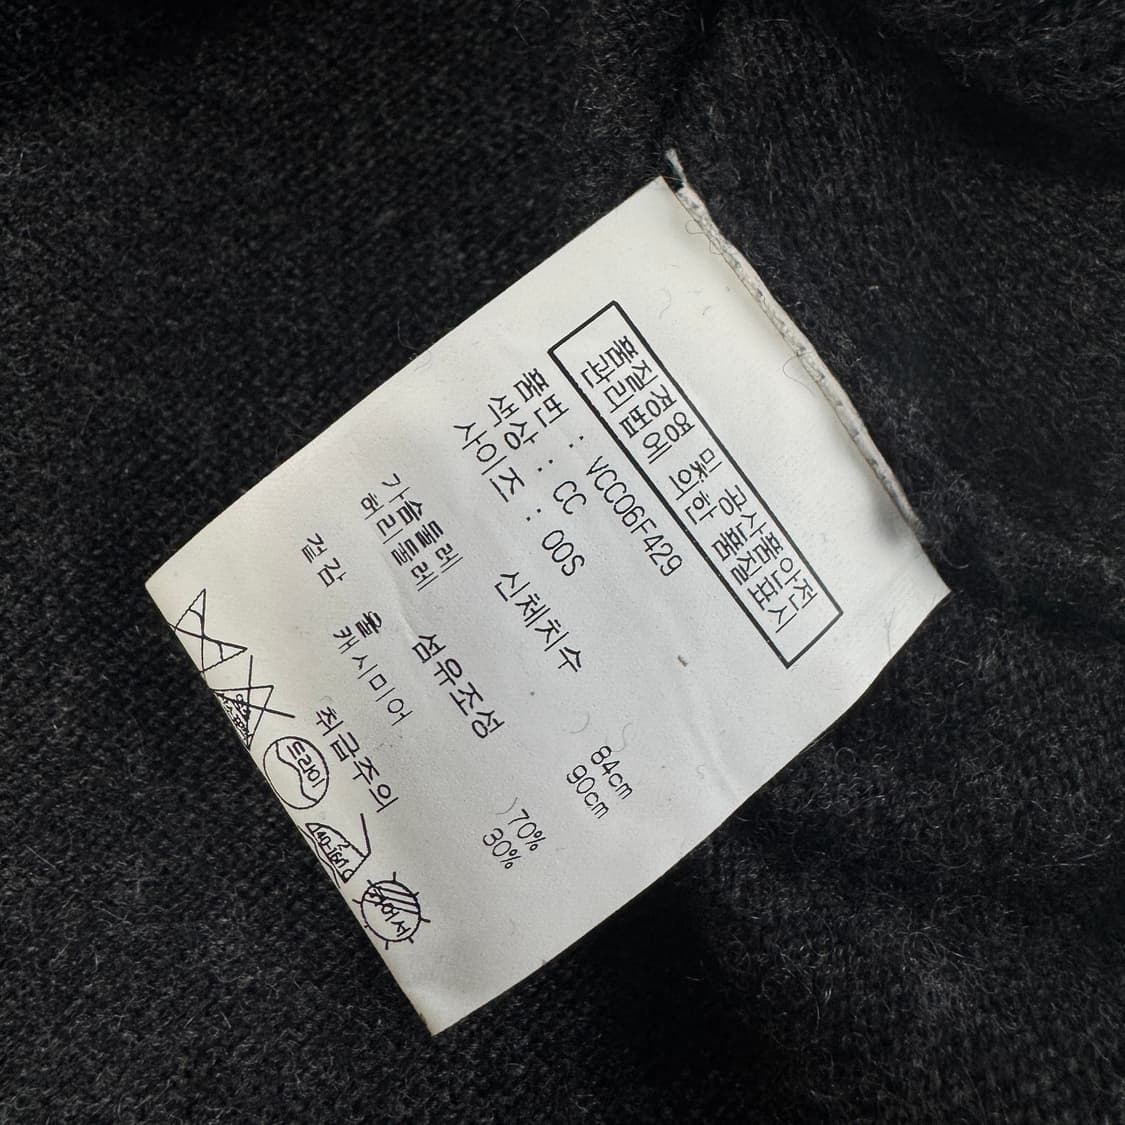 품질경영 및 공산품안전
관리법에 의한 품질표시
품번 : VCC06F429
색상 : CC
사이즈 : 00S
신체치수
가슴둘레 84cm
허리둘레 90cm
섬유조성
겉감 울 70%
캐시미어 30%
취급주의
드라이